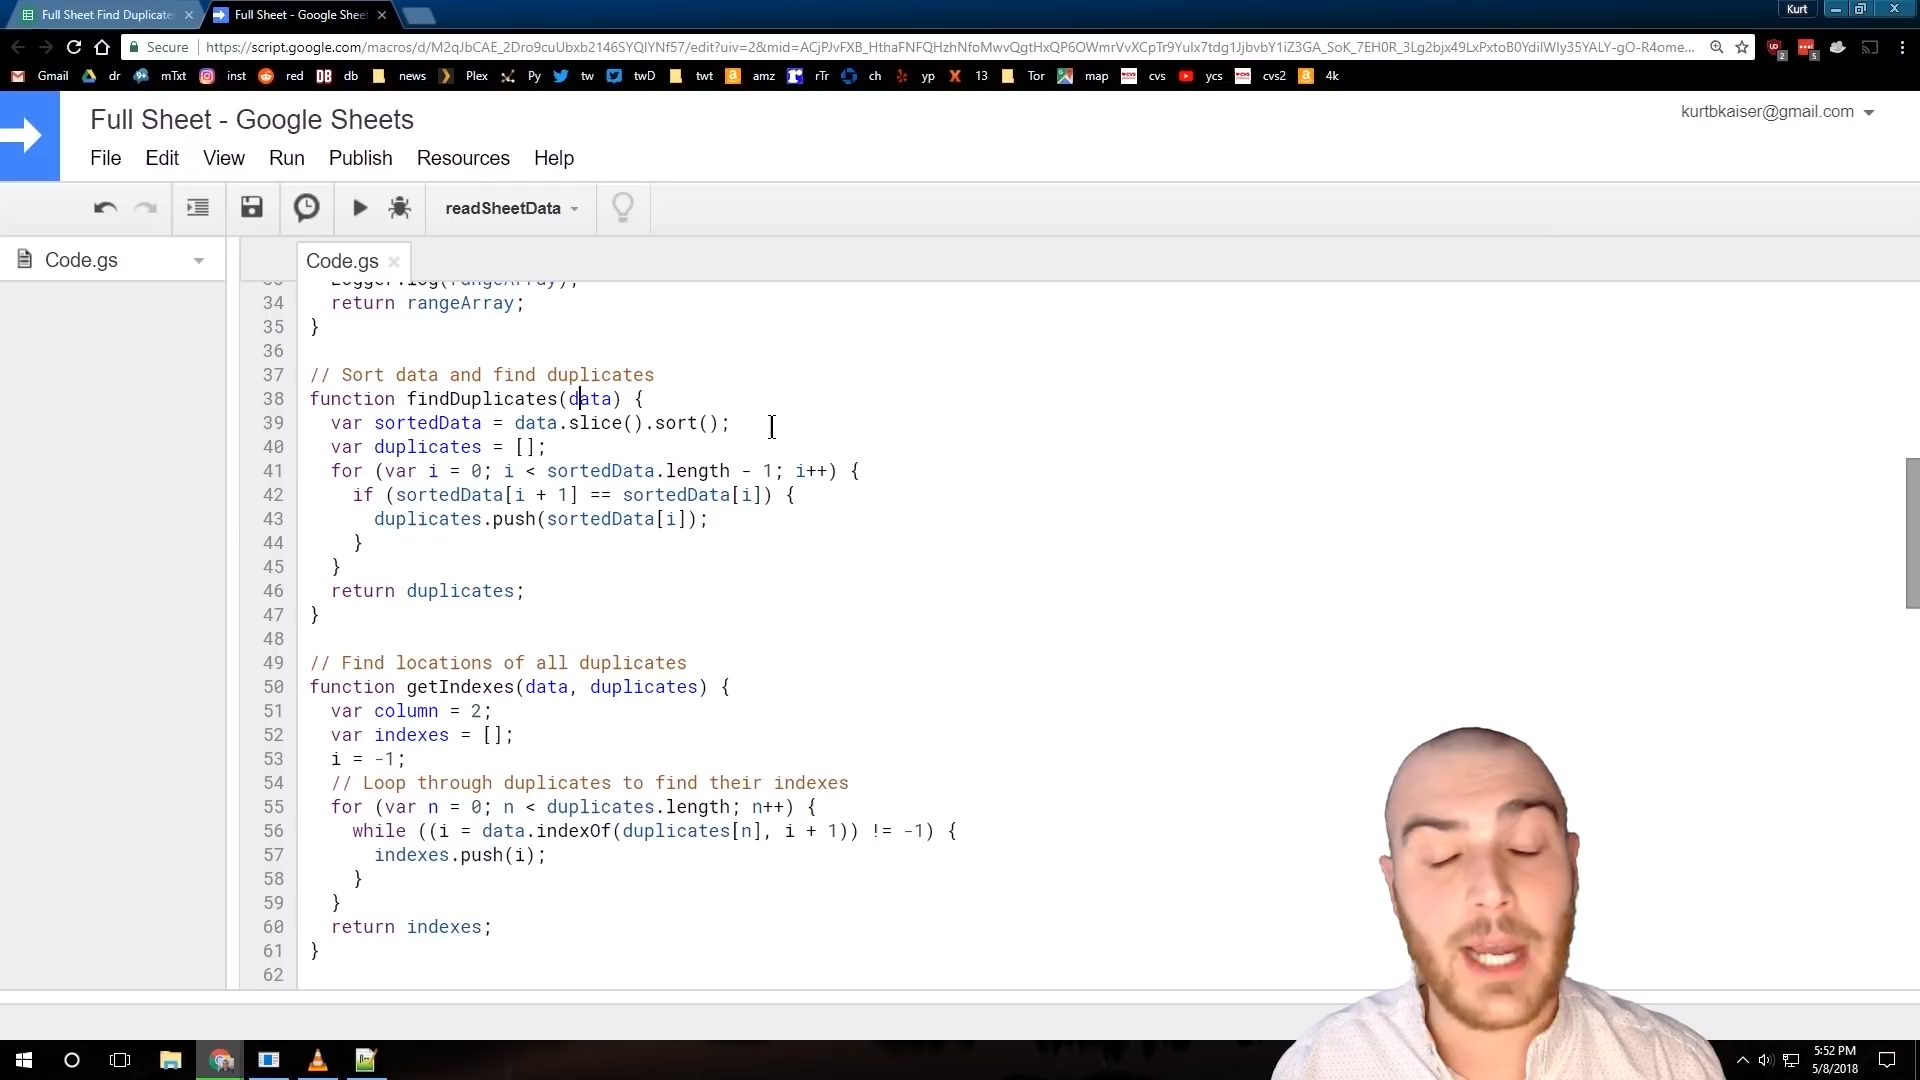 Full Sheet Find Duplicate
Full Sheet - Google Sheet
Kurt
Secure
https://script.google.com/macros/d/M2qJbCAE_2Dro9cuUbxb2146SYQIYNf57/edit?uiv=2&mid=ACjPJvFXB_HthaFNFQHzhNfoMwvQgtHxQP6OWmrVvXCpTr9YuIx7tdg1JjbvbY1iZ3GA_SoK_7EH0R_3Lg2bjx49LxPxtoB0YdiIWIy35YALY-gO-R4ome...
2
5
Gmail dr mTxt inst red DB db news Plex Py tw twD twt amz rTr ch yp 13 Tor map cvs ycs cvs2 4k
Full Sheet - Google Sheets
kurtbkaiser@gmail.com
File Edit View Run Publish Resources Help
readSheetData
Code.gs
Code.gs
33 Logger.log(rangeArray);
34 return rangeArray;
35 }
36
37 // Sort data and find duplicates
38 function findDuplicates(data) {
39 var sortedData = data.slice().sort();
40 var duplicates = [];
41 for (var i = 0; i < sortedData.length - 1; i++) {
42 if (sortedData[i + 1] == sortedData[i]) {
43 duplicates.push(sortedData[i]);
44 }
45 }
46 return duplicates;
47 }
48
49 // Find locations of all duplicates
50 function getIndexes(data, duplicates) {
51 var column = 2;
52 var indexes = [];
53 i = -1;
54 // Loop through duplicates to find their indexes
55 for (var n = 0; n < duplicates.length; n++) {
56 while ((i = data.indexOf(duplicates[n], i + 1)) != -1) {
57 indexes.push(i);
58 }
59 }
60 return indexes;
61 }
62
5:52 PM
5/8/2018